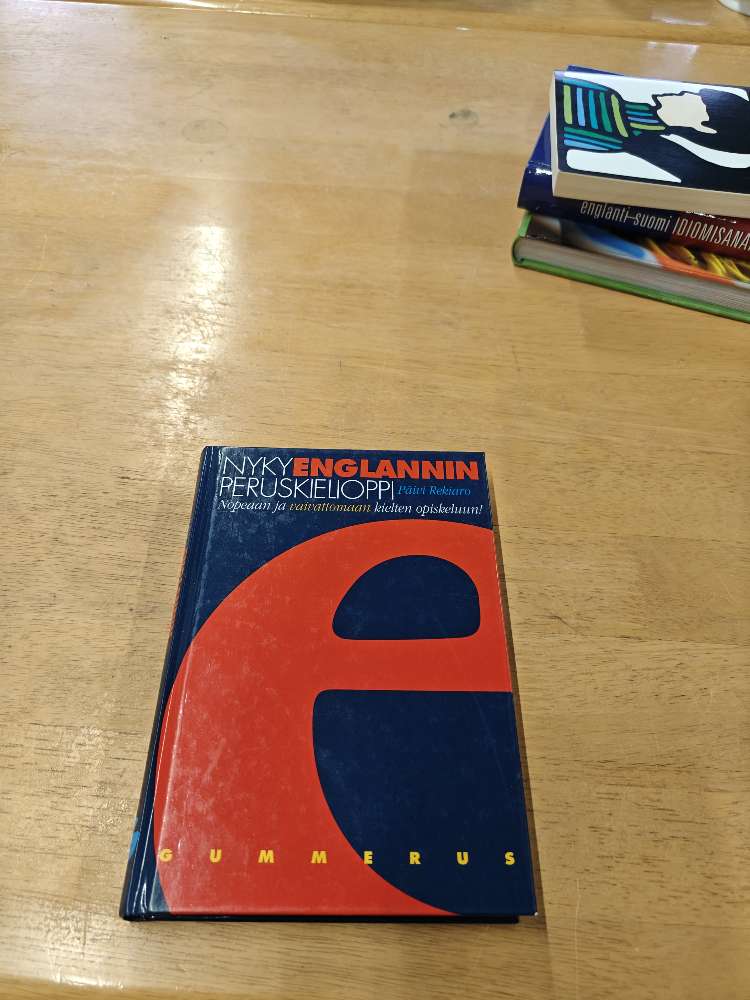 englanti–suomi IDIOMISANA
NYKYENGLANNIN
PERUSKIELIOPPI Päivi Rekiaro
Nopeaan ja vaivattomaan kielten opiskeluun!
GUMMERUS